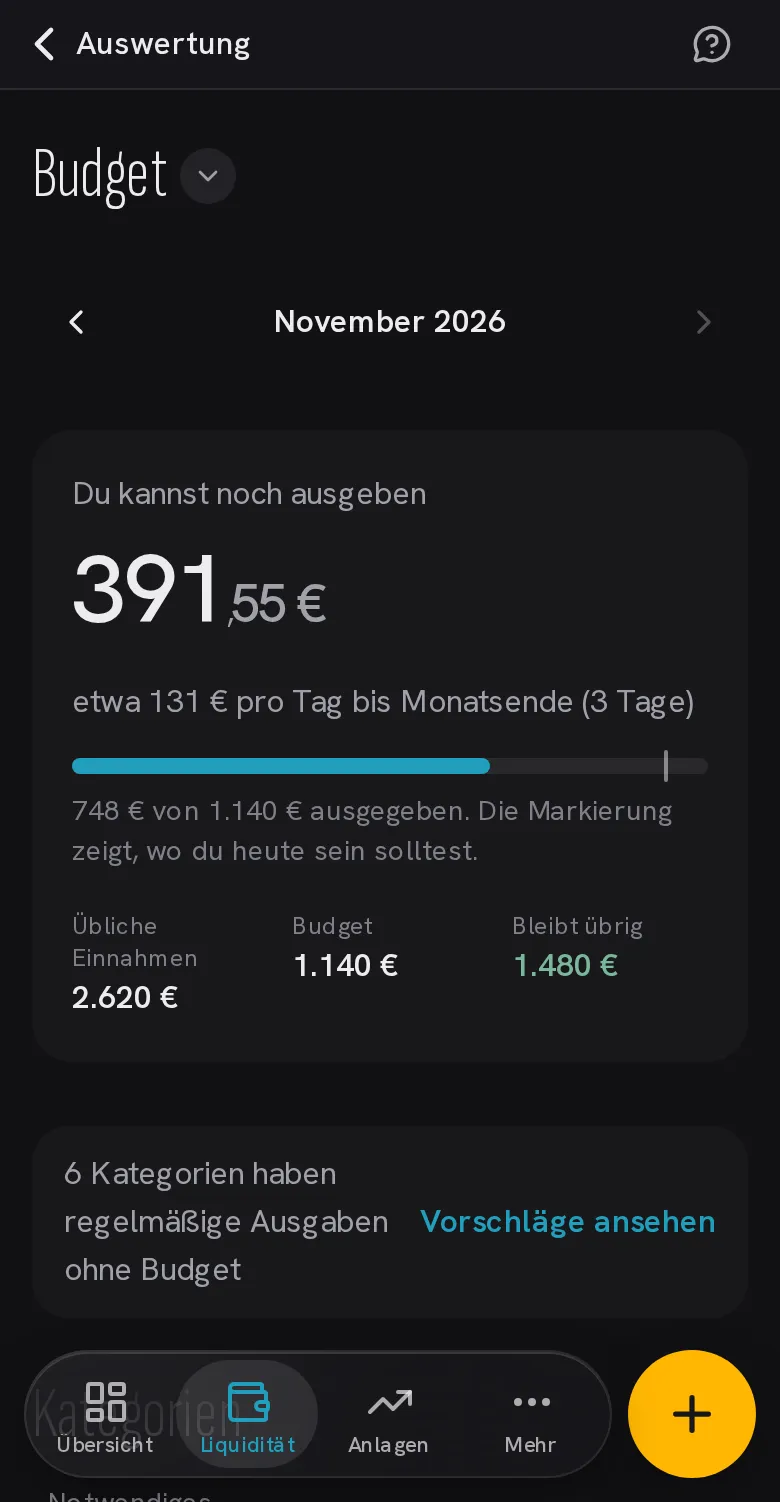 Auswertung
Budget
November 2026
Du kannst noch ausgeben
391,55 €
etwa 131 € pro Tag bis Monatsende (3 Tage)
748 € von 1.140 € ausgegeben. Die Markierung
zeigt, wo du heute sein solltest.
Übliche
Einnahmen
2.620 €
Budget
1.140 €
Bleibt übrig
1.480 €
6 Kategorien haben
regelmäßige Ausgaben
ohne Budget
Vorschläge ansehen
Kategorien
Übersicht
Liquidität
Anlagen
Mehr
Notwendiges